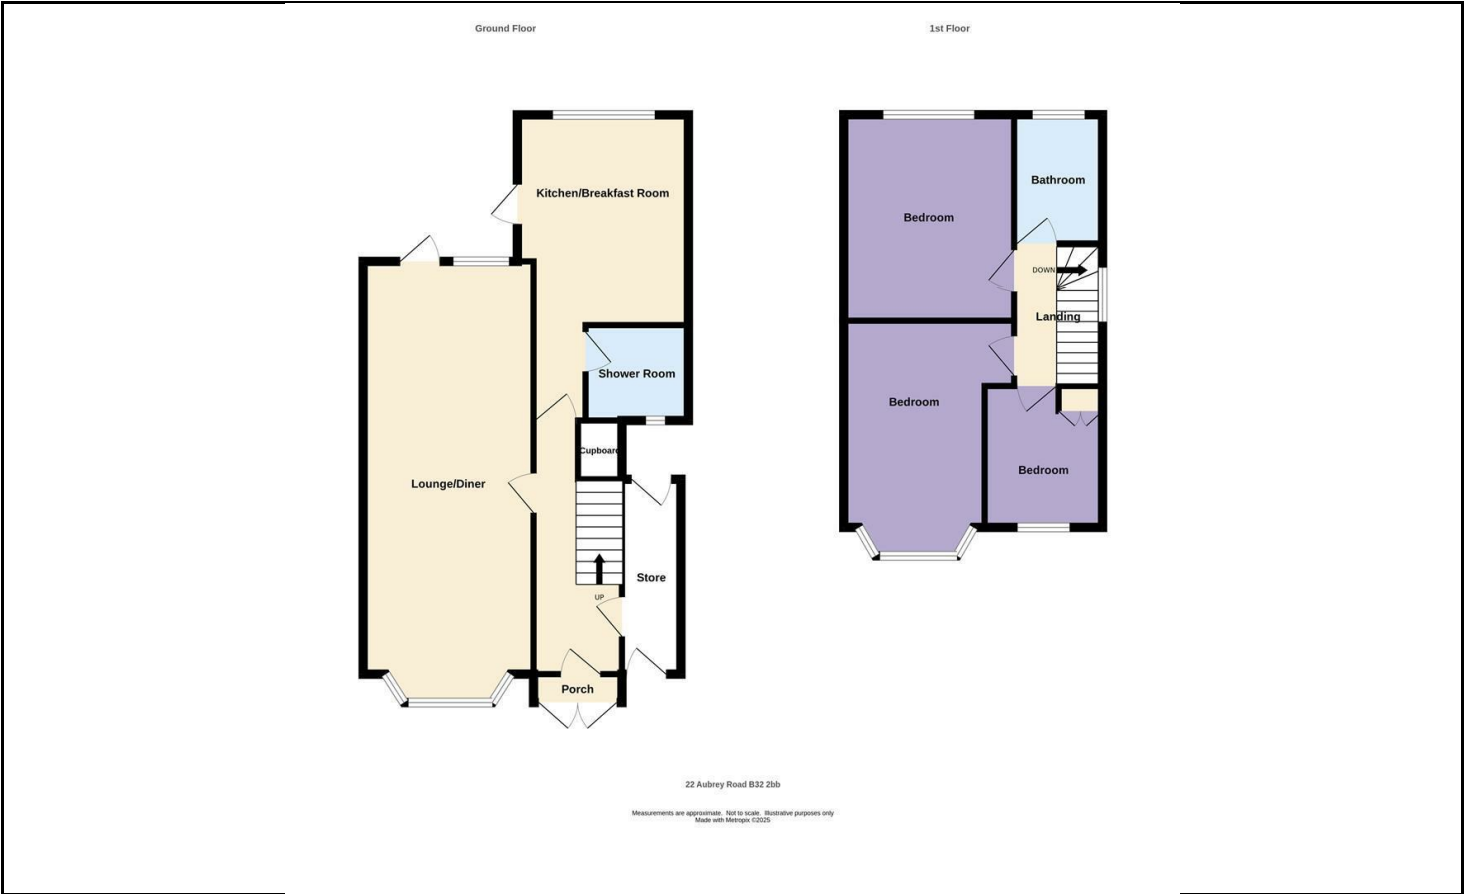 Ground Floor
1st Floor
Kitchen/Breakfast Room
Bathroom
Bedroom
DOWN
Landing
Shower Room
Bedroom
Cupboard
Bedroom
Lounge/Diner
Store
UP
Porch
22 Aubrey Road B32 2bb
Measurements are approximate. Not to scale. Illustrative purposes only
Made with Metropix ©2025